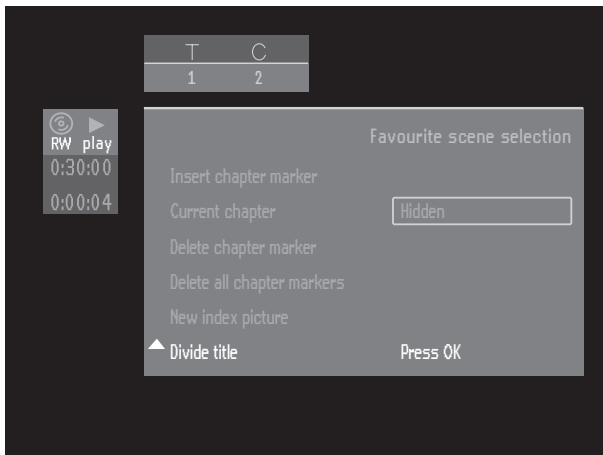 T C
1 2
RW play
0:30:00
0:00:04
Favourite scene selection
Insert chapter marker
Current chapter Hidden
Delete chapter marker
Delete all chapter markers
New index picture
Divide title Press OK